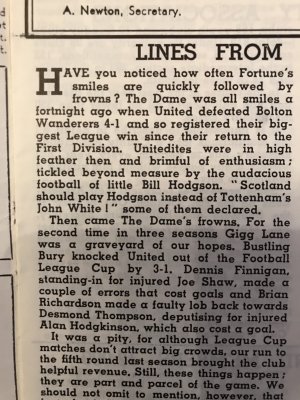 A. Newton, Secretary.
LINES FROM
HAVE you noticed how often Fortune's
smiles are quickly followed by
frowns? The Dame was all smiles a
fortnight ago when United defeated Bolton
Wanderers 4-1 and so registered their big-
gest League win since their return to the
First Division. Unitedites were in high
feather then and brimful of enthusiasm;
tickled beyond measure by the audacious
football of little Bill Hodgson. "Scotland
should play Hodgson instead of Tottenham's
John White!" some of them declared.
Then came The Dame's frowns. For the
second time in three seasons Gigg Lane
was a graveyard of our hopes. Bustling
Bury knocked United out of the Football
League Cup by 3-1. Dennis Finnigan,
standing-in for injured Joe Shaw, made a
couple of errors that cost goals and Brian
Richardson made a faulty lob back towards
Desmond Thompson, deputising for injured
Alan Hodgkinson, which also cost a goal.
It was a pity, for although League Cup
matches don't attract big crowds, our run to
the fifth round last season brought the club
helpful revenue. Still, these things happen;
they are part and parcel of the game. We
should not omit to mention, however, that